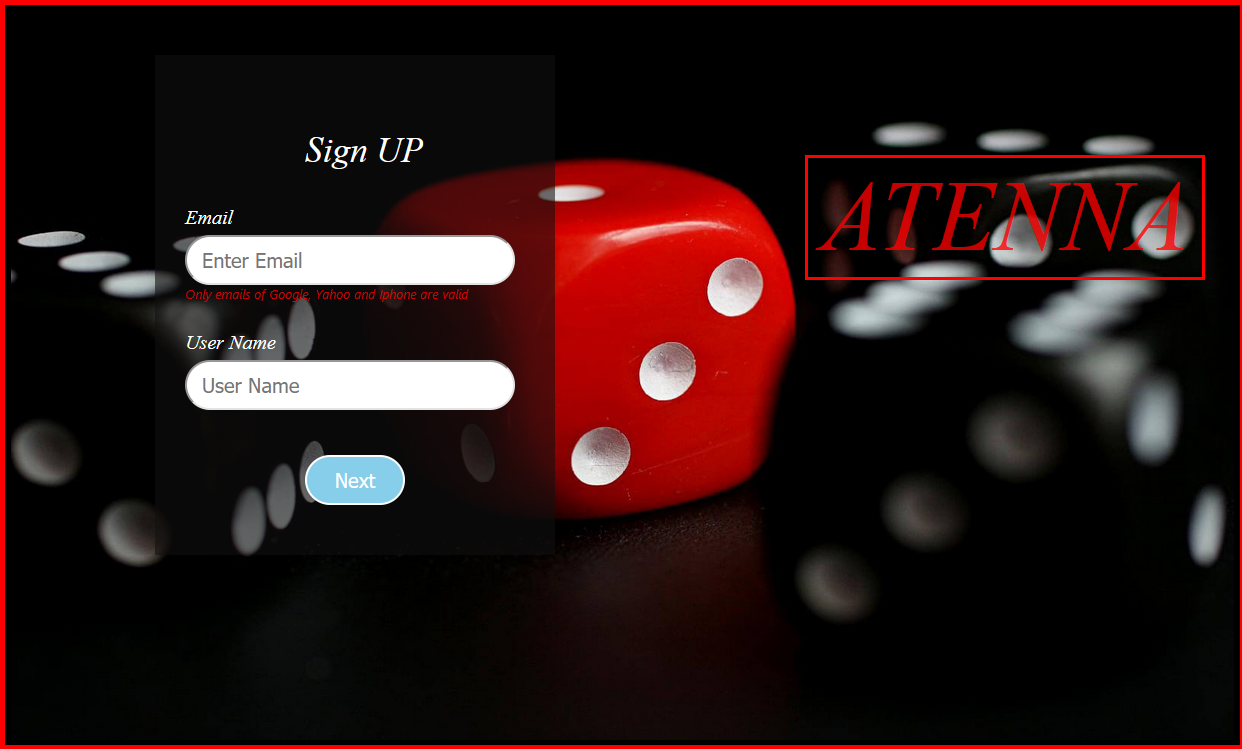 Sign UP
ATENNA
Email
Enter Email
Only emails of Google, Yahoo and Iphone are valid
User Name
User Name
Next